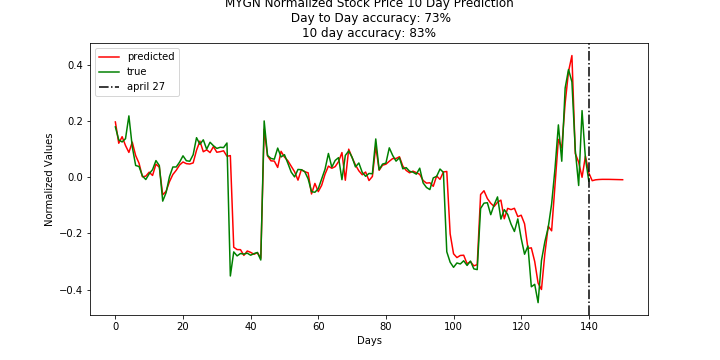 MYGN Normalized Stock Price 10 Day Prediction
Day to Day accuracy: 73%
10 day accuracy: 83%
predicted
true
april 27
Normalized Values
0.4
0.2
0.0
−0.2
−0.4
0 20 40 60 80 100 120 140
Days